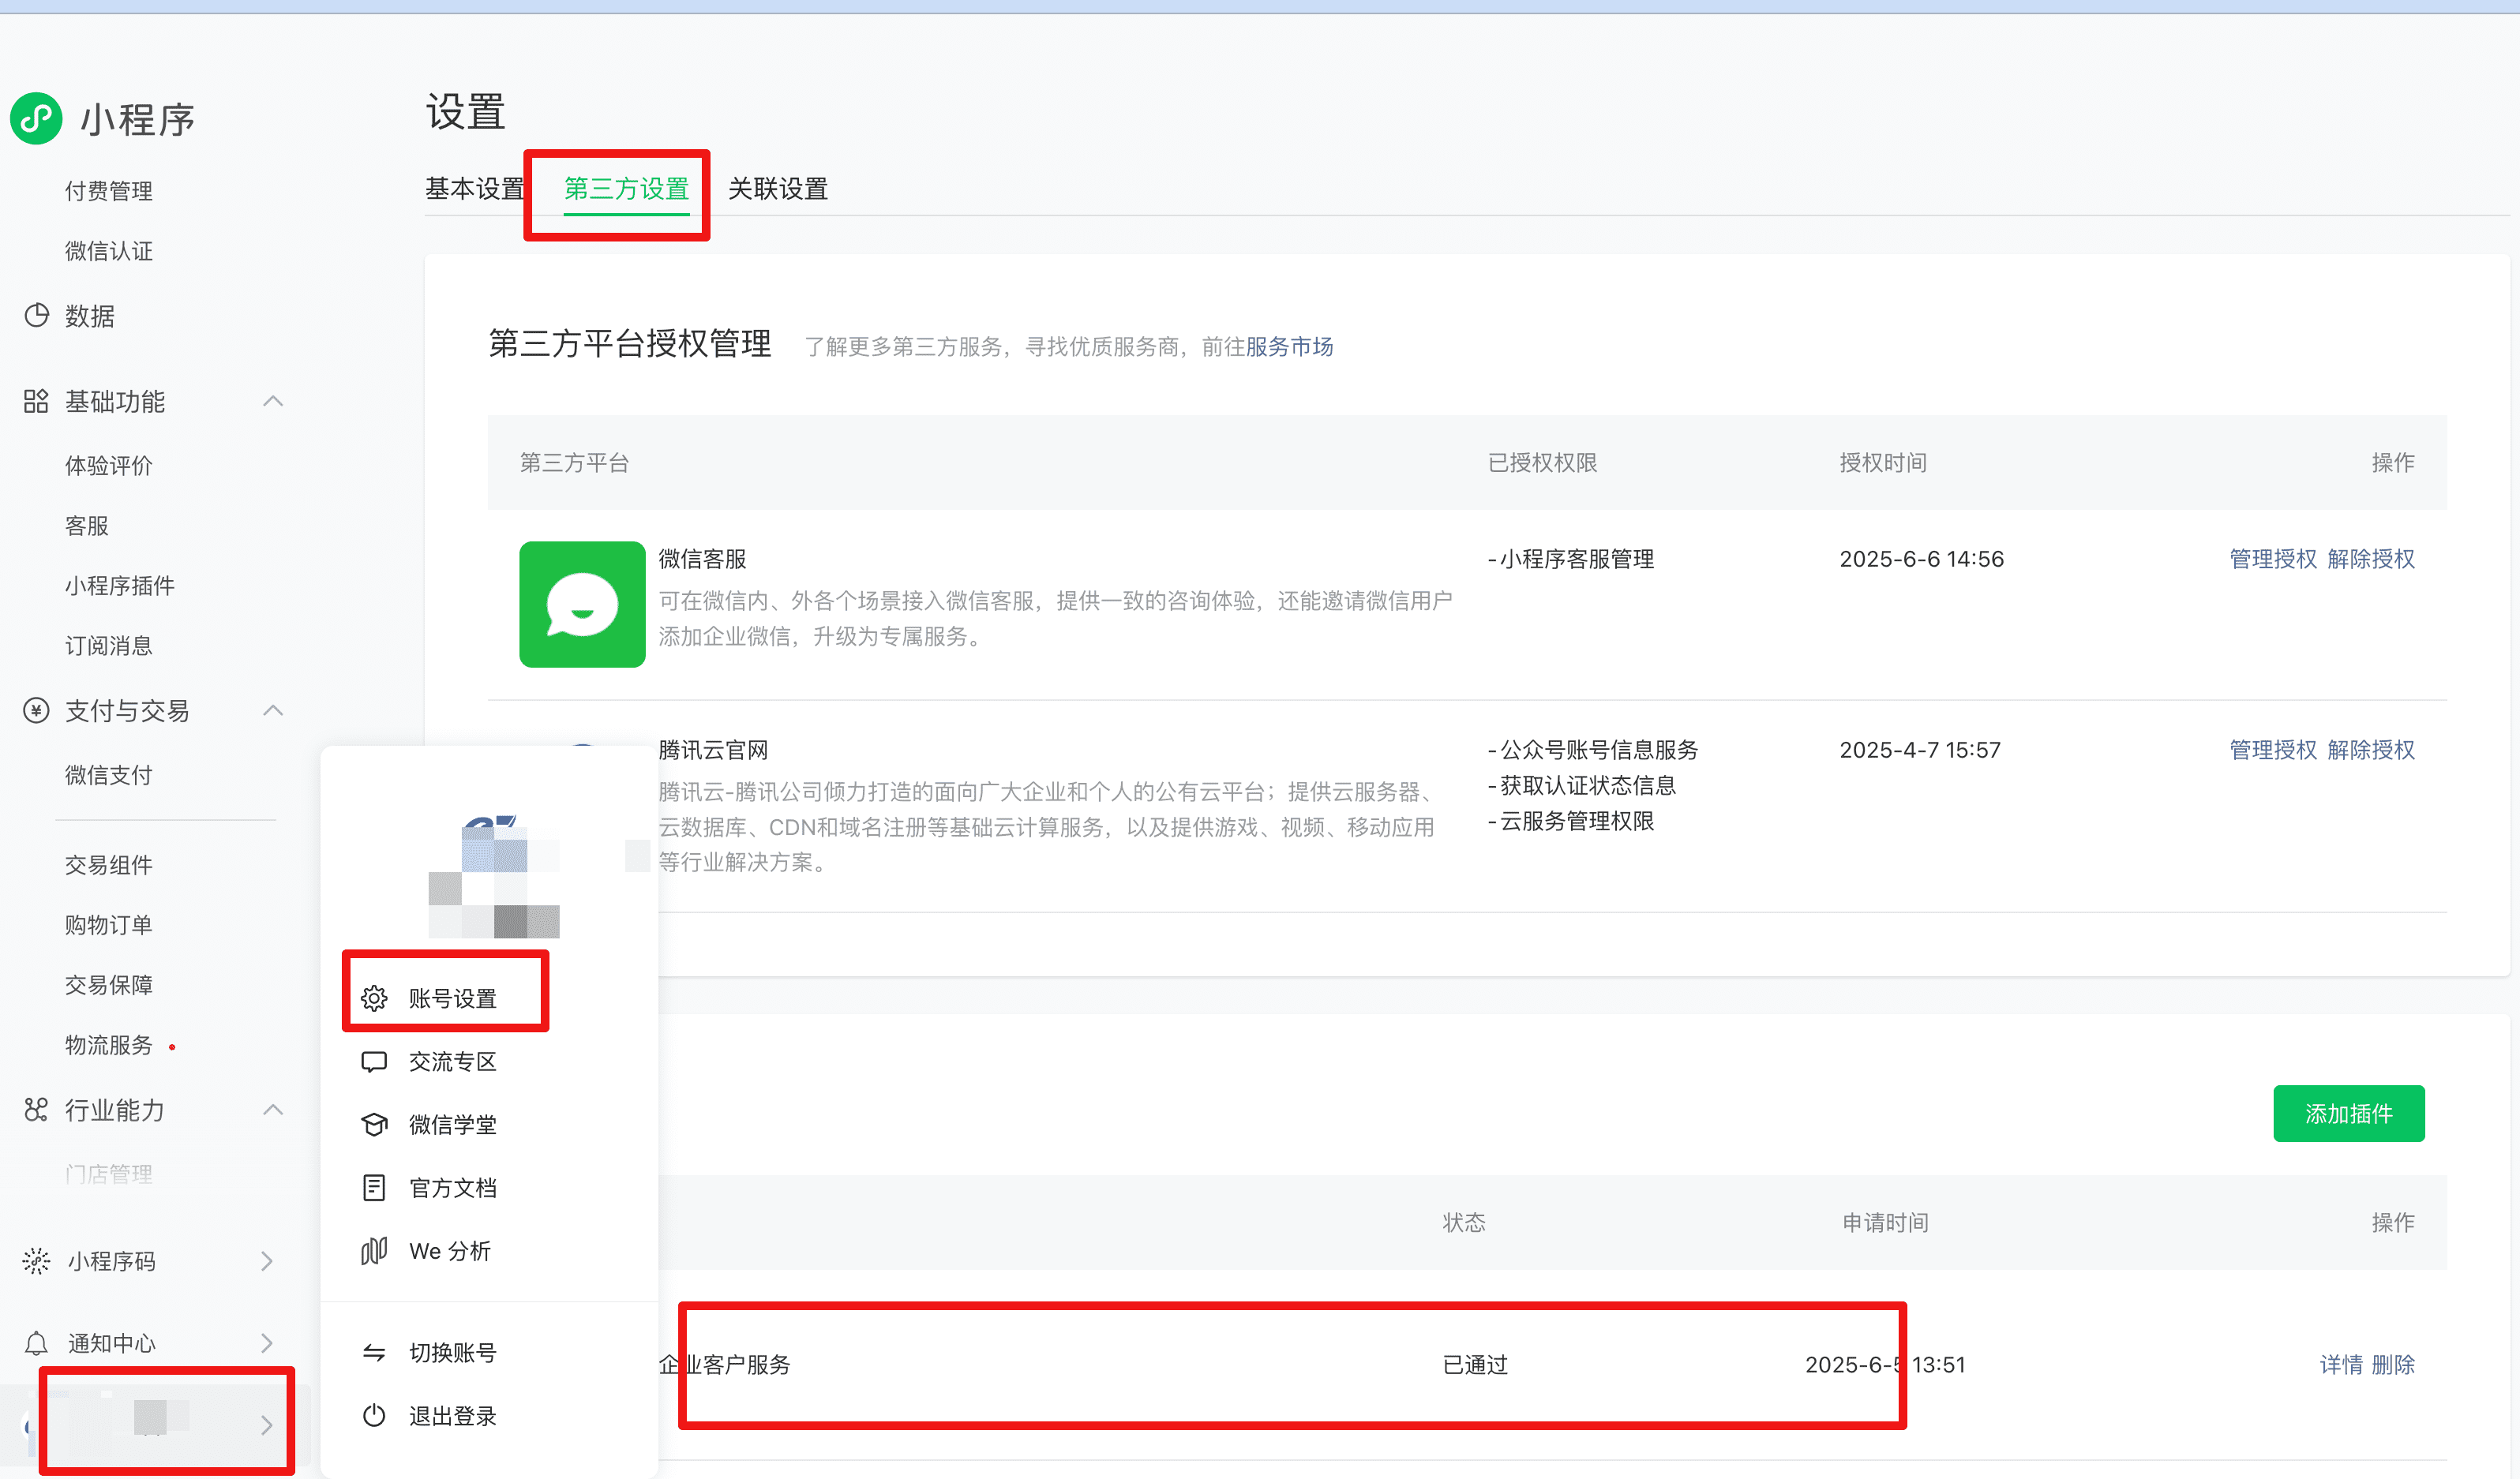 小程序
付费管理
微信认证
数据
基础功能
体验评价
客服
小程序插件
订阅消息
支付与交易
微信支付
交易组件
购物订单
交易保障
物流服务
行业能力
门店管理
小程序码
通知中心
账号设置
交流专区
微信学堂
官方文档
We 分析
切换账号
退出登录
设置
基本设置 第三方设置 关联设置
第三方平台授权管理 了解更多第三方服务，寻找优质服务商，前往服务市场
第三方平台 已授权权限 授权时间 操作
微信客服 -小程序客服管理 2025-6-6 14:56 管理授权 解除授权
可在微信内、外各个场景接入微信客服，提供一致的咨询体验，还能邀请微信用户
添加企业微信，升级为专属服务。
腾讯云官网 -公众号账号信息服务 2025-4-7 15:57 管理授权 解除授权
-获取认证状态信息
腾讯云-腾讯公司倾力打造的面向广大企业和个人的公有云平台；提供云服务器、
-云服务管理权限
云数据库、CDN和域名注册等基础云计算服务，以及提供游戏、视频、移动应用
等行业解决方案。
添加插件
状态 申请时间 操作
企业客户服务 已通过 2025-6-5 13:51 详情 删除